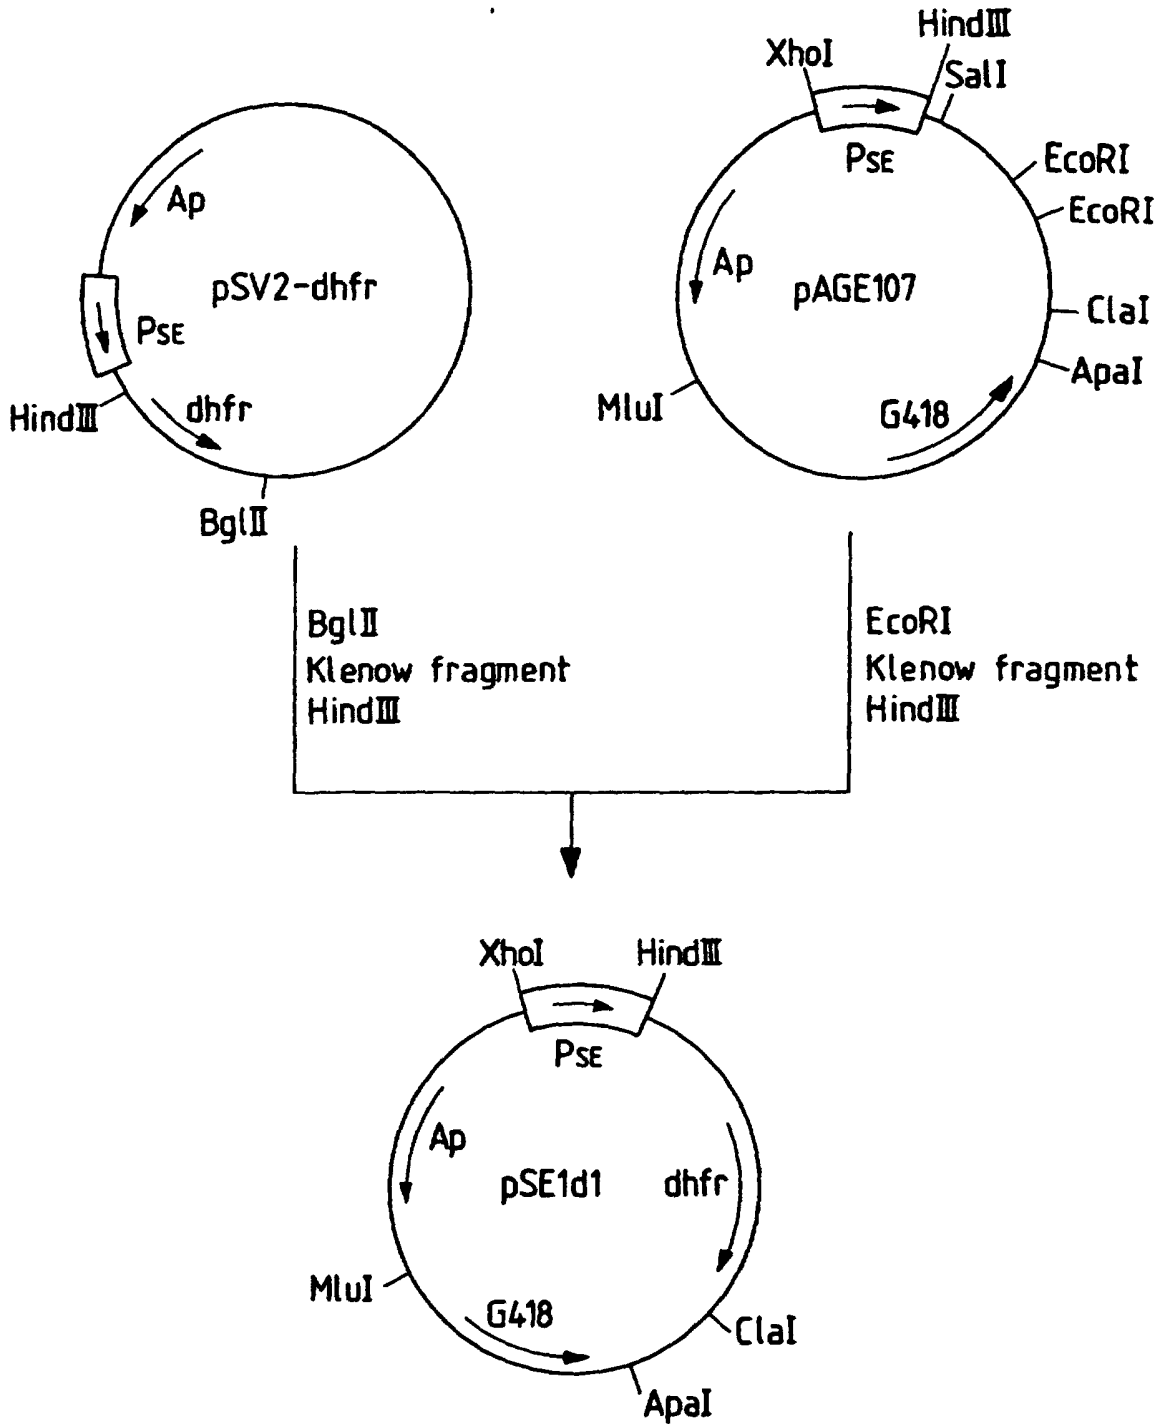 Ap
pSV2-dhfr
PSE
HindⅢ
dhfr
BglⅡ
XhoI
HindⅢ
SalI
PSE
EcoRI
EcoRI
Ap
pAGE107
ClaI
ApaI
MluI
G418
BglⅡ
Klenow fragment
HindⅢ
EcoRI
Klenow fragment
HindⅢ
XhoI
HindⅢ
PSE
Ap
pSE1d1
dhfr
MluI
G418
ClaI
ApaI